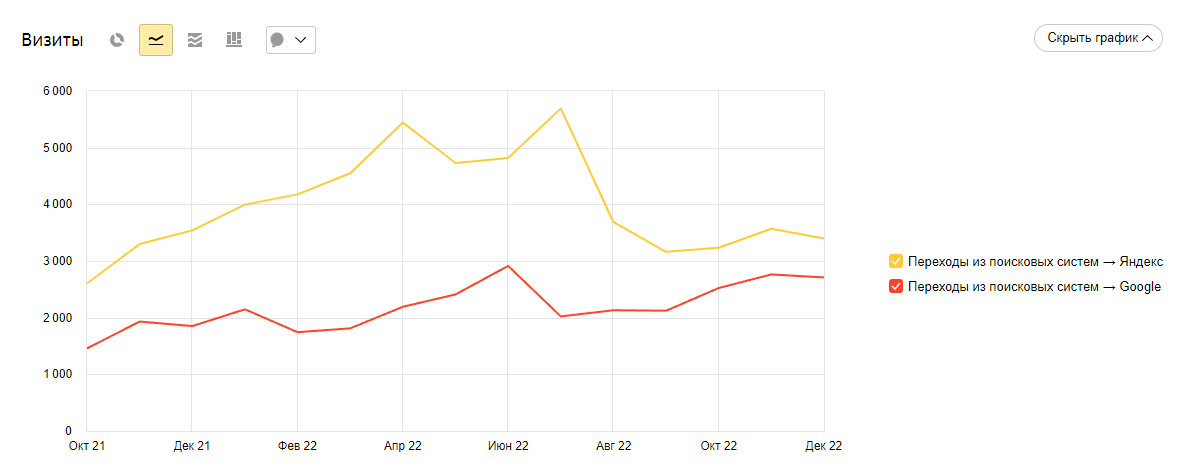 Визиты
Скрыть график
6 000
5 000
4 000
3 000
2 000
1 000
0
Окт 21 Дек 21 Фев 22 Апр 22 Июн 22 Авг 22 Окт 22 Дек 22
Переходы из поисковых систем → Яндекс
Переходы из поисковых систем → Google